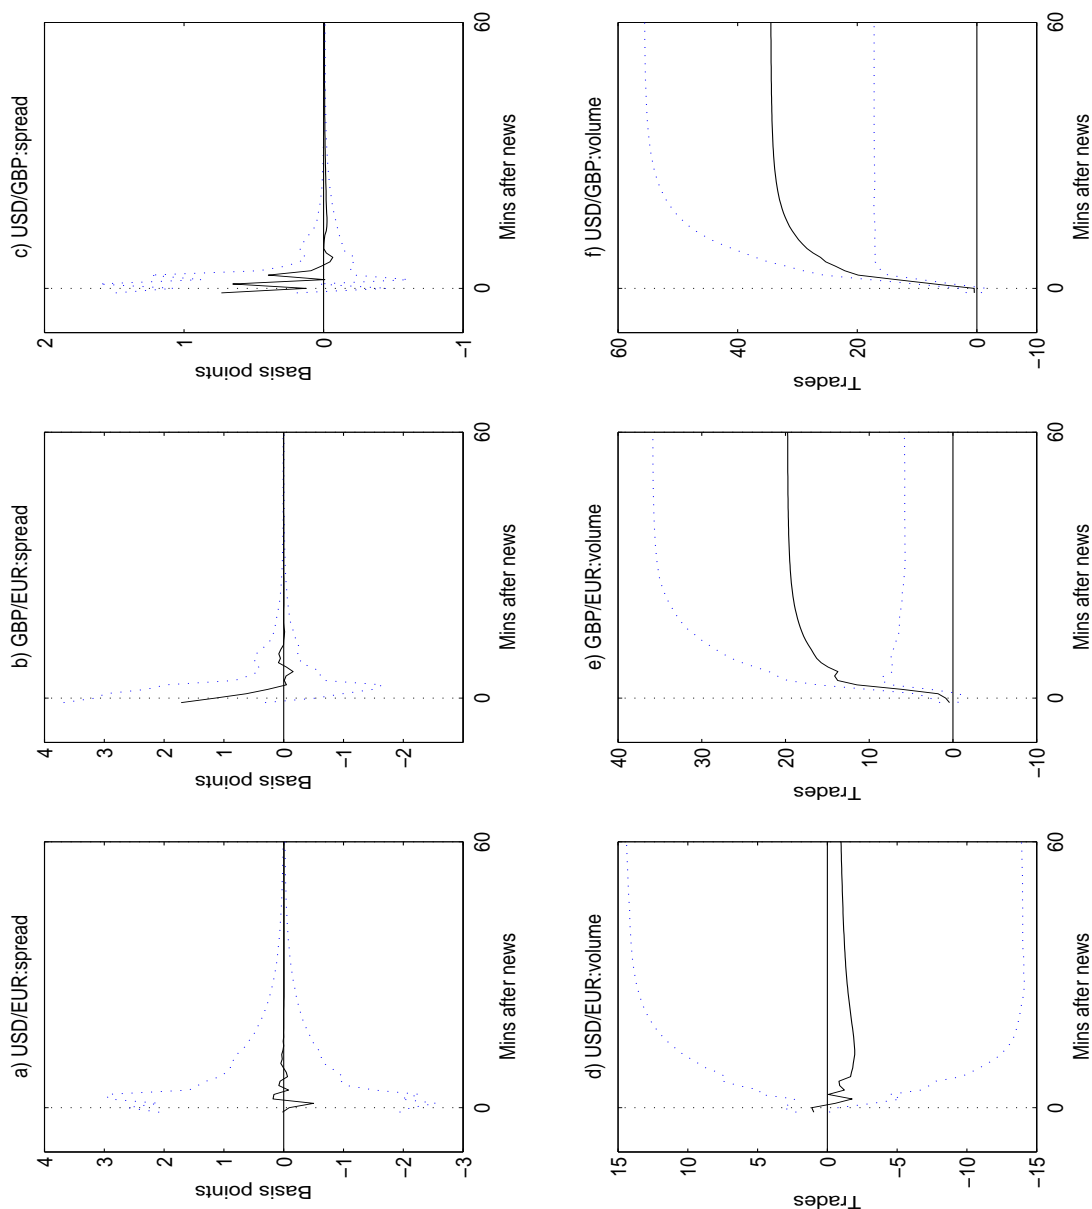 a) USD/EUR:spread
4
3
2
1
0
−1
−2
−3
Basis points
0
60
Mins after news
b) GBP/EUR:spread
4
3
2
1
0
−1
−2
Basis points
0
60
Mins after news
c) USD/GBP:spread
2
1
0
−1
Basis points
0
60
Mins after news
d) USD/EUR:volume
15
10
5
0
−5
−10
−15
Trades
0
60
Mins after news
e) GBP/EUR:volume
40
30
20
10
0
−10
Trades
0
60
Mins after news
f) USD/GBP:volume
60
40
20
0
−10
Trades
0
60
Mins after news